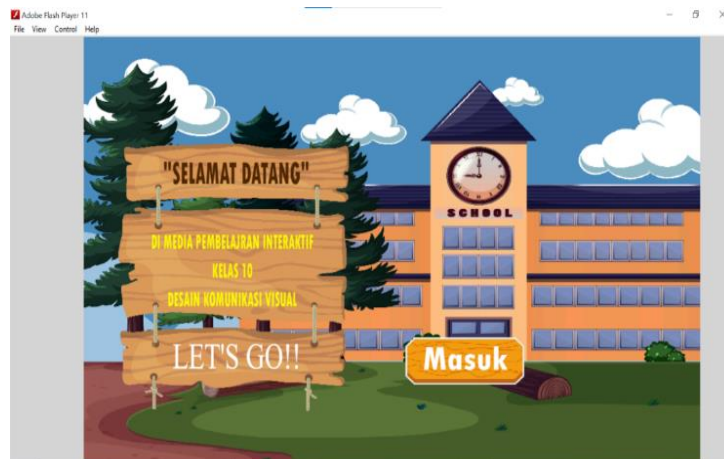 Adobe Flash Player 11
File View Control Help
"SELAMAT DATANG"
DI MEDIA PEMBELAJRAN INTERAKTIF
KELAS 10
DESAIN KOMUNIKASI VISUAL
LET'S GO!!
SCHOOL
Masuk